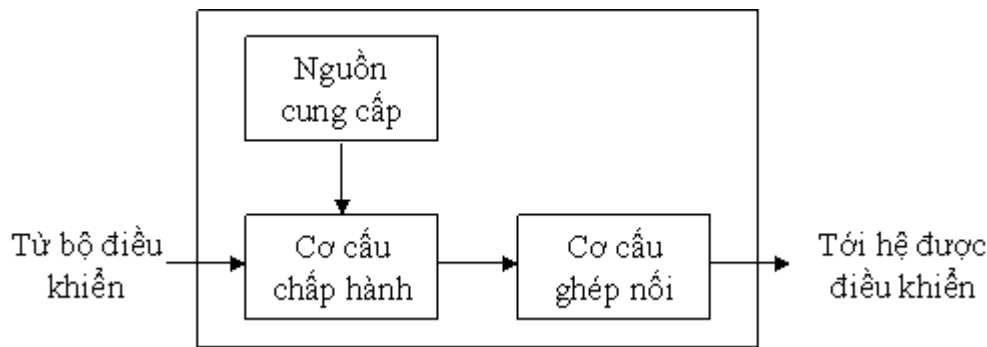 Nguồn
cung cấp
Từ bộ điều
khiển
Cơ cấu
chấp hành
Cơ cấu
ghép nối
Tới hệ được
điều khiển